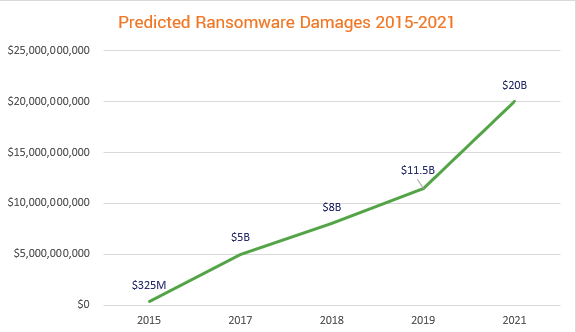 Predicted Ransomware Damages 2015-2021
$25,000,000,000
$20,000,000,000
$15,000,000,000
$10,000,000,000
$5,000,000,000
$0
$325M
$5B
$8B
$11.5B
$20B
2015 2017 2018 2019 2021